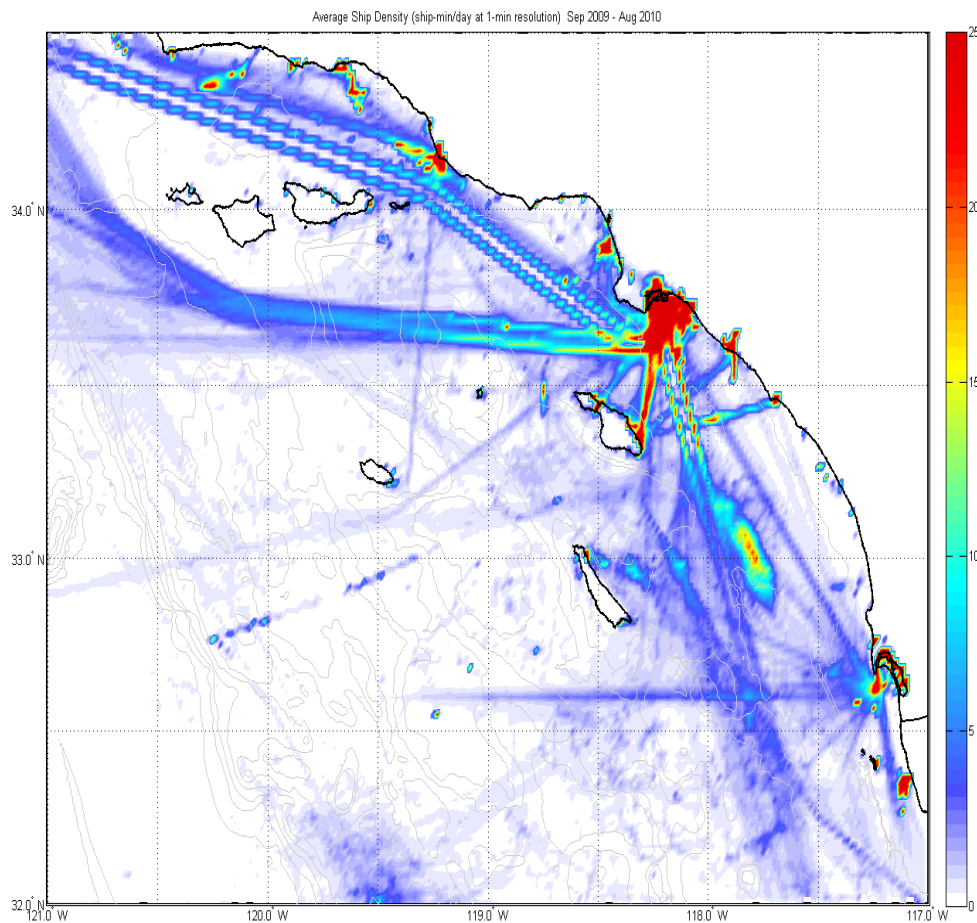 Average Ship Density (ship-min/day at 1-min resolution) Sep 2009 - Aug 2010
25
20
15
10
5
0
34.0° N
33.0° N
32.0° N
121.0° W
120.0° W
119.0° W
118.0° W
117.0° W